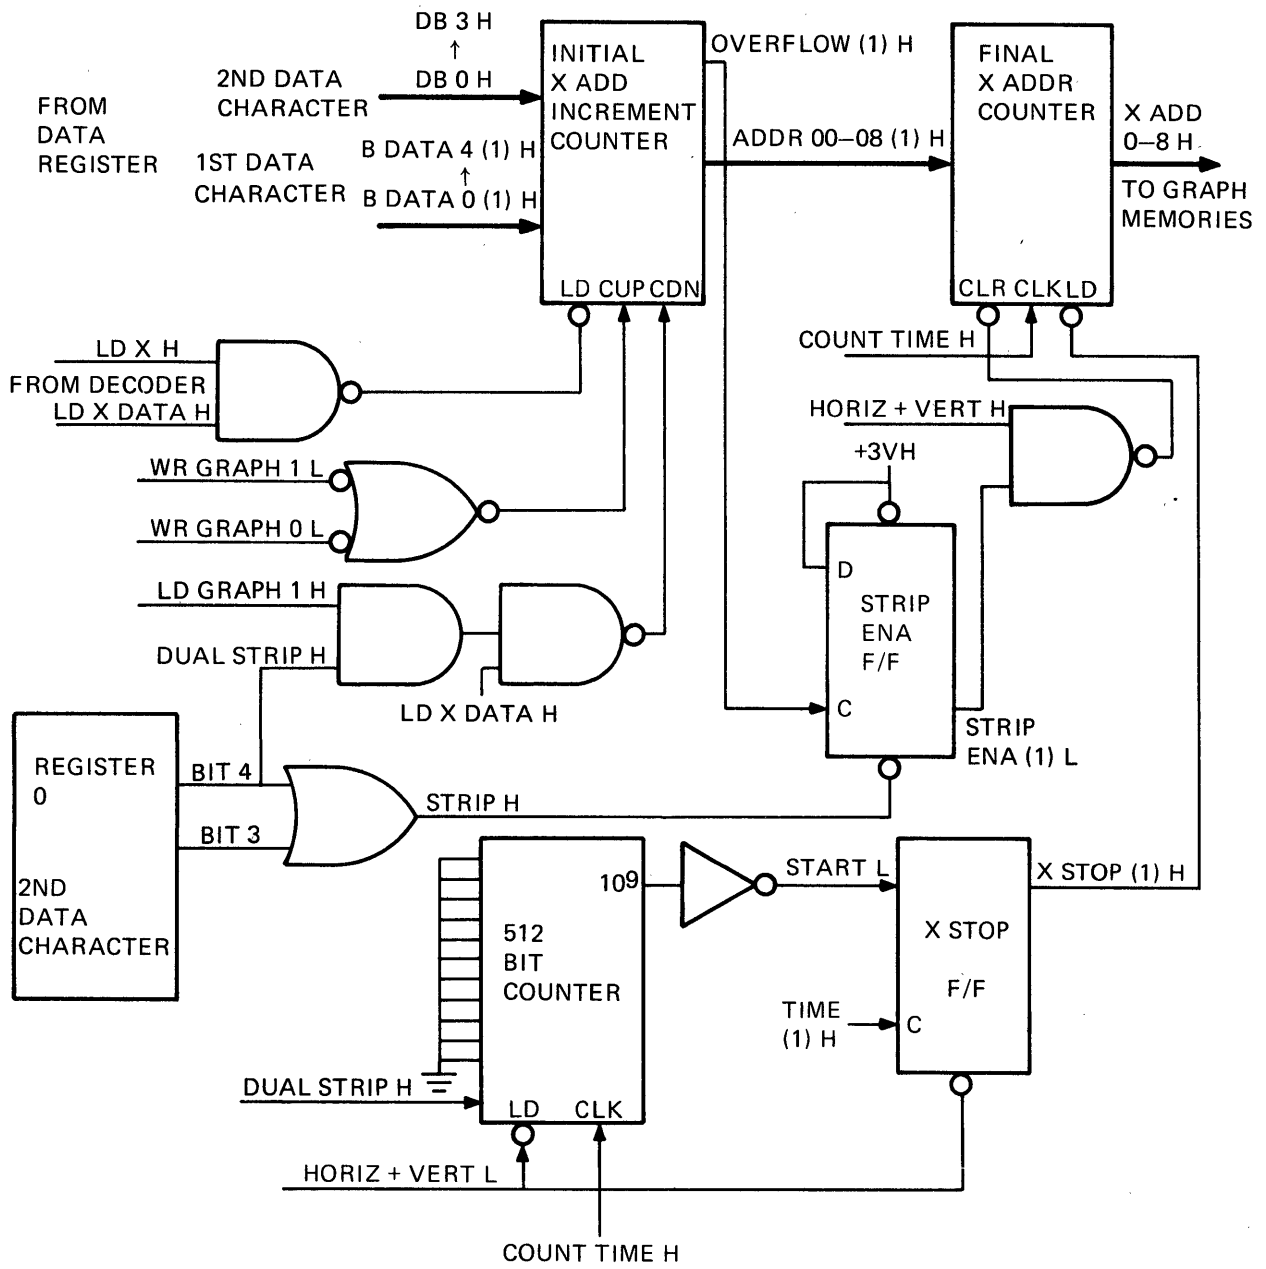 DB 3 H
↑
DB 0 H
2ND DATA
CHARACTER
FROM
DATA
REGISTER
B DATA 4 (1) H
↑
B DATA 0 (1) H
1ST DATA
CHARACTER
INITIAL
X ADD
INCREMENT
COUNTER
LD CUP CDN
OVERFLOW (1) H
ADDR 00–08 (1) H
FINAL
X ADDR
COUNTER
CLR CLK LD
X ADD
0–8 H
TO GRAPH
MEMORIES
COUNT TIME H
LD X H
FROM DECODER
LD X DATA H
HORIZ + VERT H
+3VH
WR GRAPH 1 L
WR GRAPH 0 L
LD GRAPH 1 H
DUAL STRIP H
LD X DATA H
D
STRIP
ENA
F/F
C
STRIP
ENA (1) L
REGISTER
0
2ND
DATA
CHARACTER
BIT 4
BIT 3
STRIP H
109
512
BIT
COUNTER
LD CLK
START L
X STOP
F/F
C
X STOP (1) H
TIME
(1) H
DUAL STRIP H
HORIZ + VERT L
COUNT TIME H